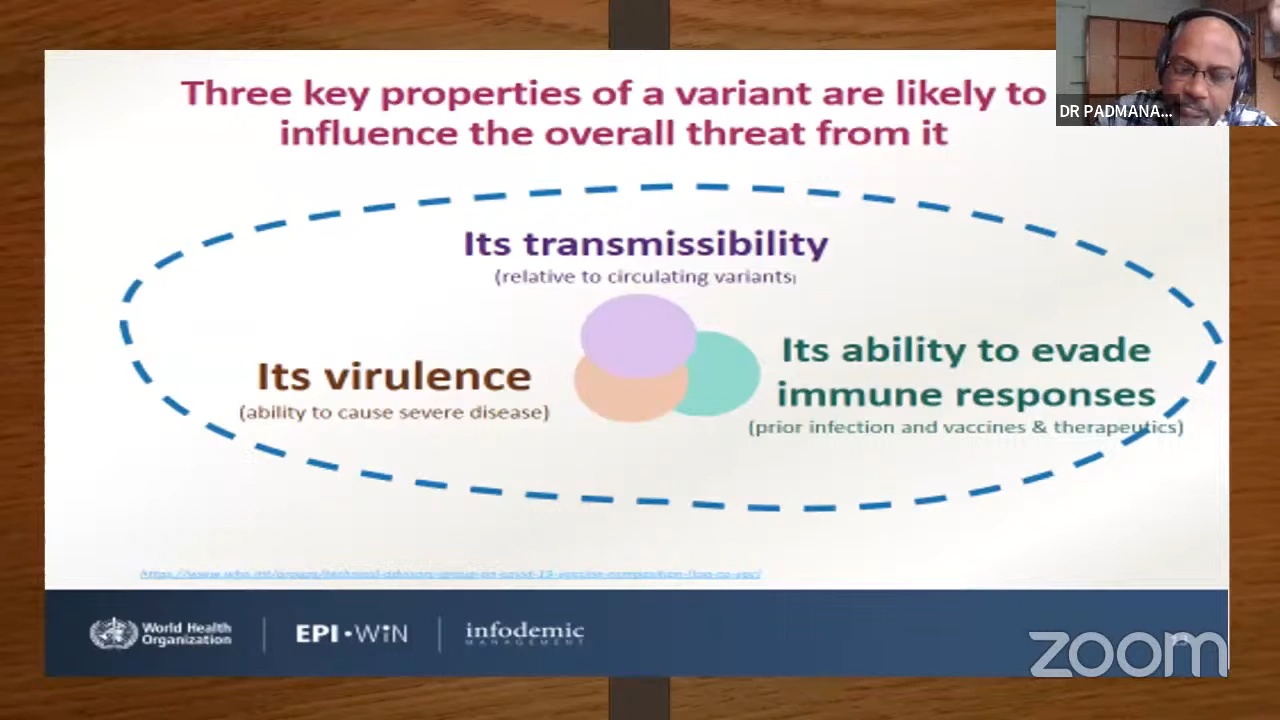 Three key properties of a variant are likely to
influence the overall threat from it
DR PADMANA...
Its transmissibility
(relative to circulating variants)
Its virulence
(ability to cause severe disease)
Its ability to evade
immune responses
(prior infection and vaccines & therapeutics)
World Health
Organization
EPI•WiN
infodemic
MANAGEMENT
zoom